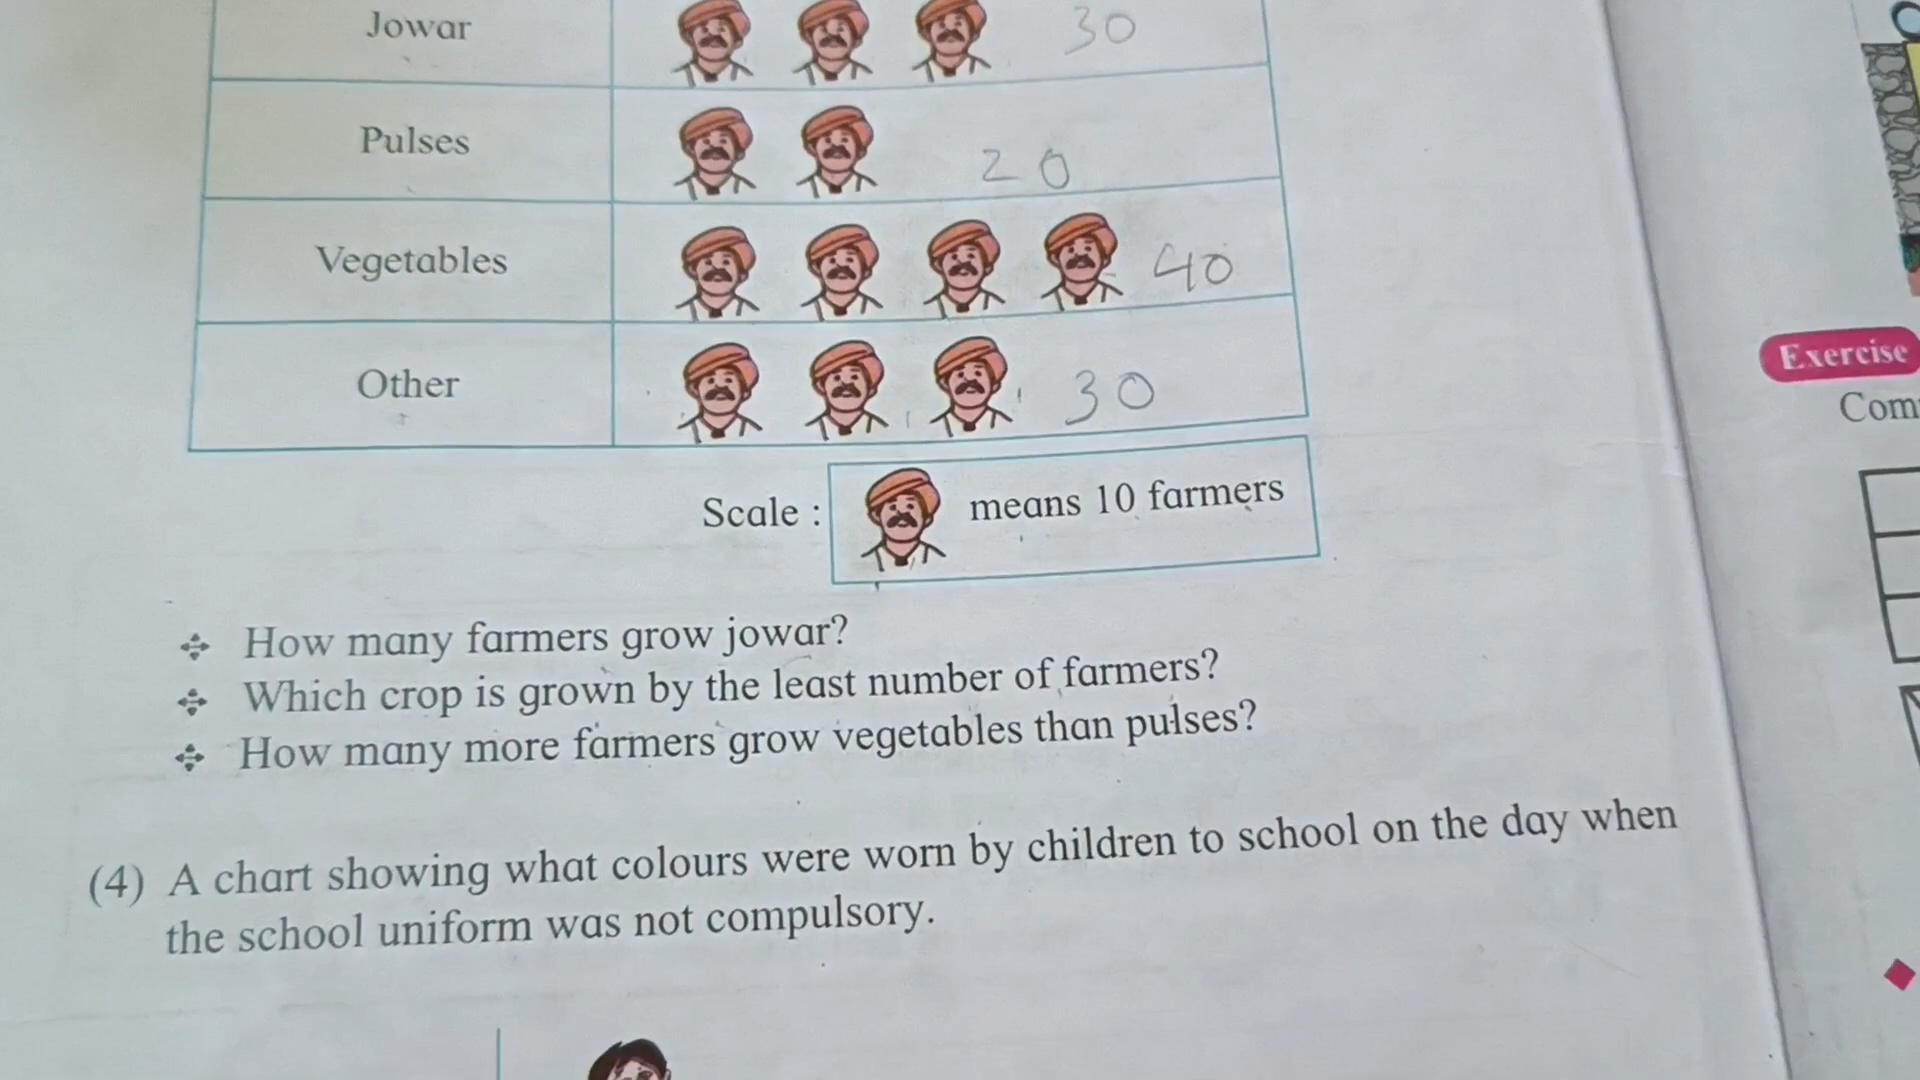 Jowar 30
Pulses 20
Vegetables 40
Other 30
Scale : means 10 farmers
How many farmers grow jowar?
Which crop is grown by the least number of farmers?
How many more farmers grow vegetables than pulses?
(4) A chart showing what colours were worn by children to school on the day when
the school uniform was not compulsory.
Exercise